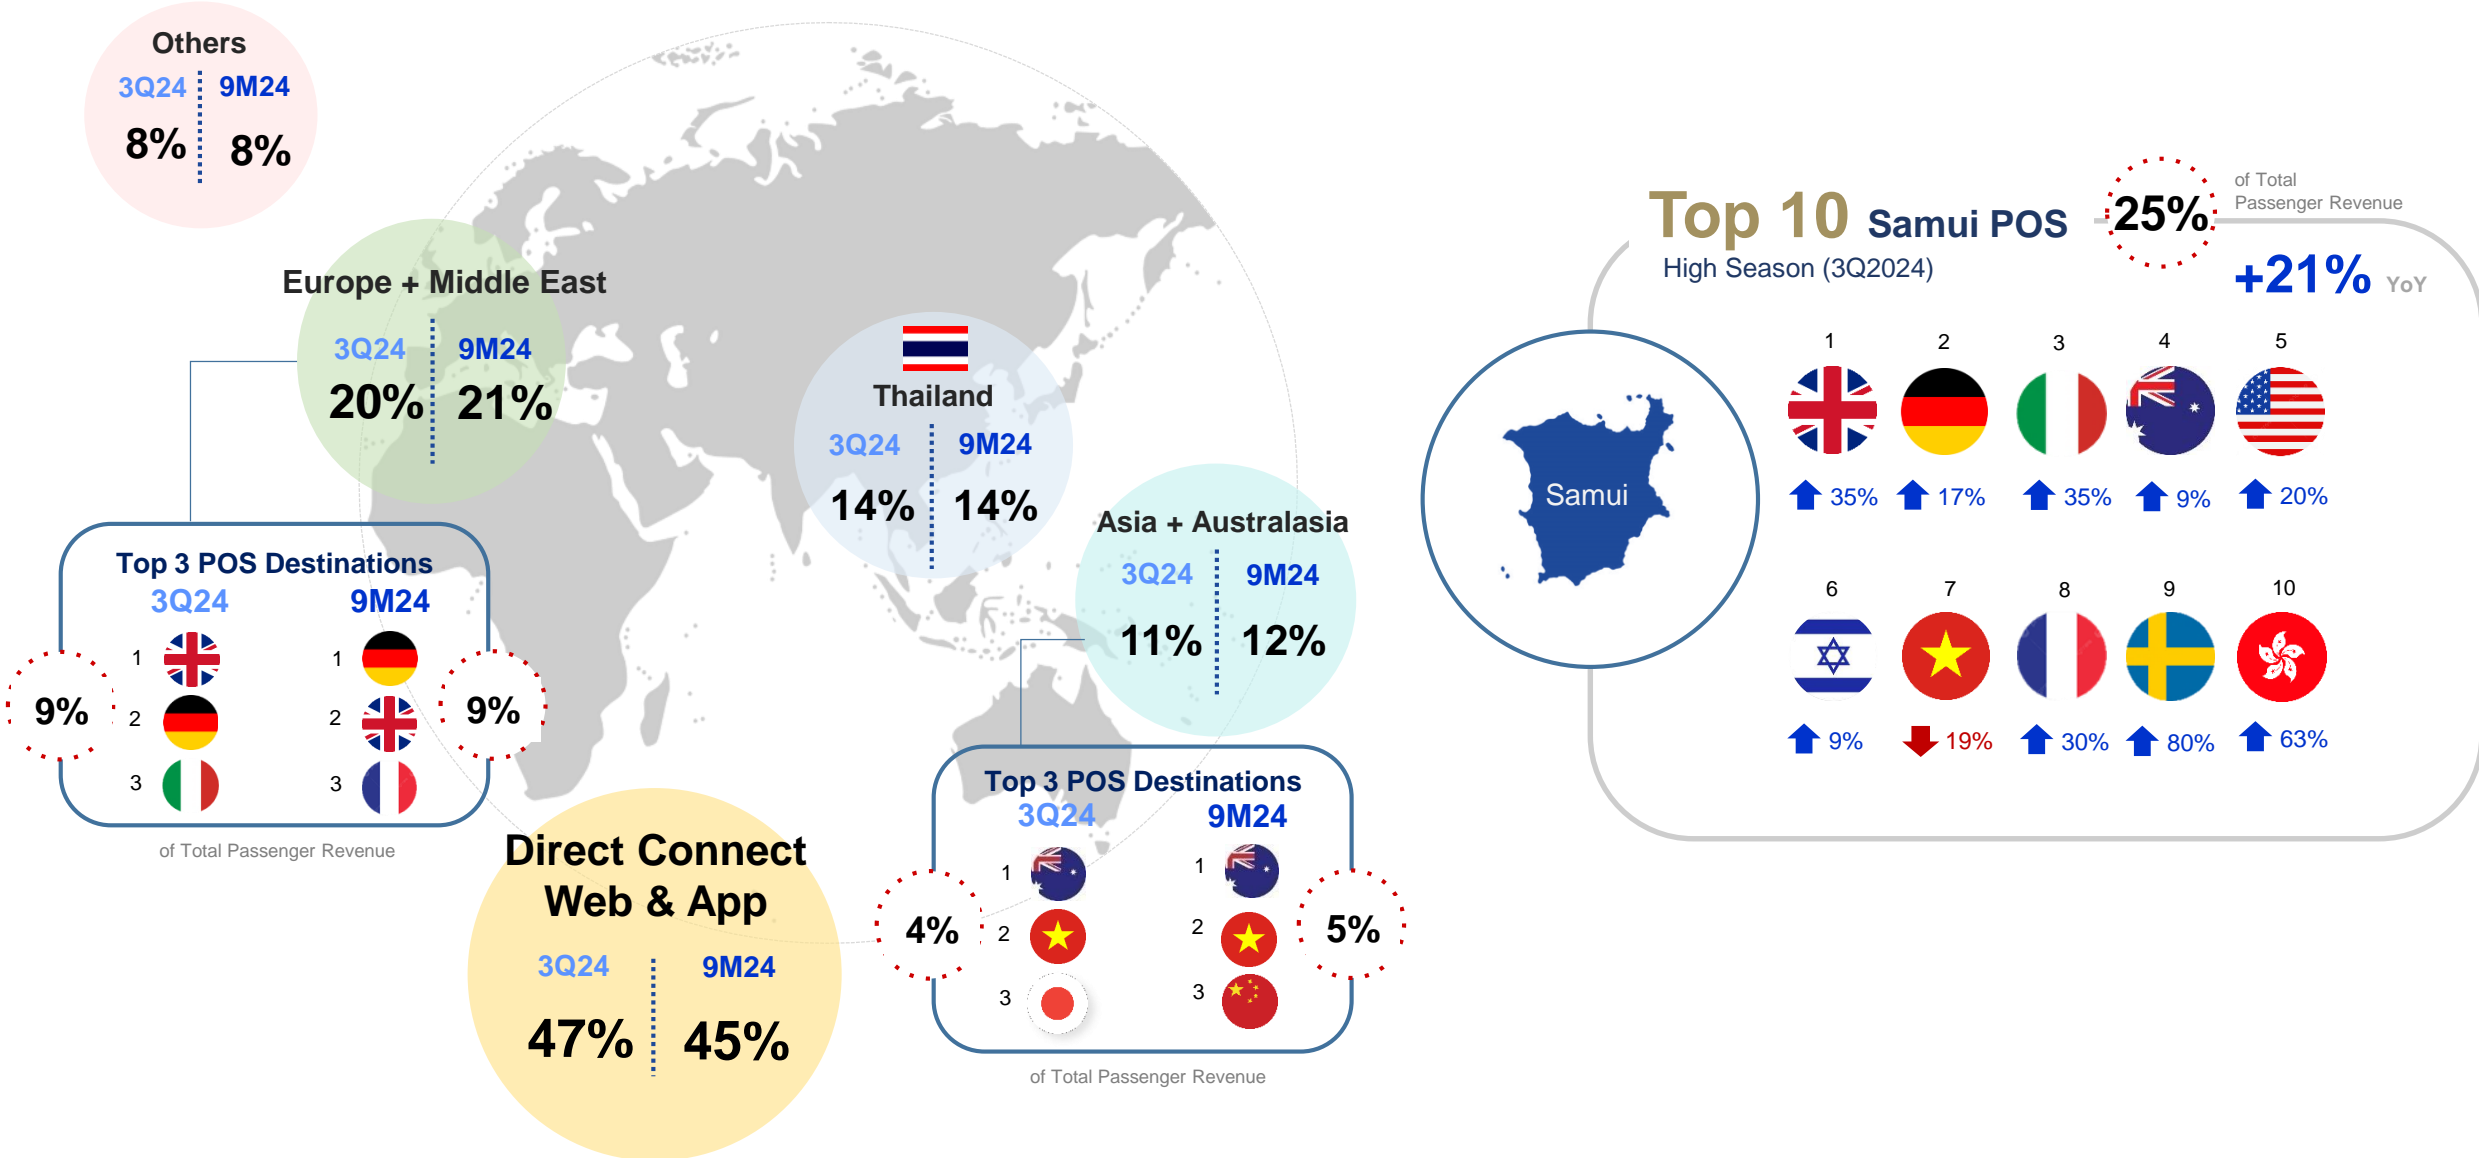 Others
3Q24 9M24
8% 8%
Europe + Middle East
3Q24 9M24
20% 21%
Thailand
3Q24 9M24
14% 14%
Asia + Australasia
3Q24 9M24
11% 12%
Top 3 POS Destinations
3Q24 9M24
1 1
9% 2 2 9%
3 3
of Total Passenger Revenue
Direct Connect
Web & App
3Q24 9M24
47% 45%
Top 3 POS Destinations
3Q24 9M24
1 1
4% 2 2 5%
3 3
of Total Passenger Revenue
Top 10 Samui POS
High Season (3Q2024)
25%
of Total
Passenger Revenue
+21% YoY
Samui
1 2 3 4 5
35% 17% 35% 9% 20%
6 7 8 9 10
9% 19% 30% 80% 63%